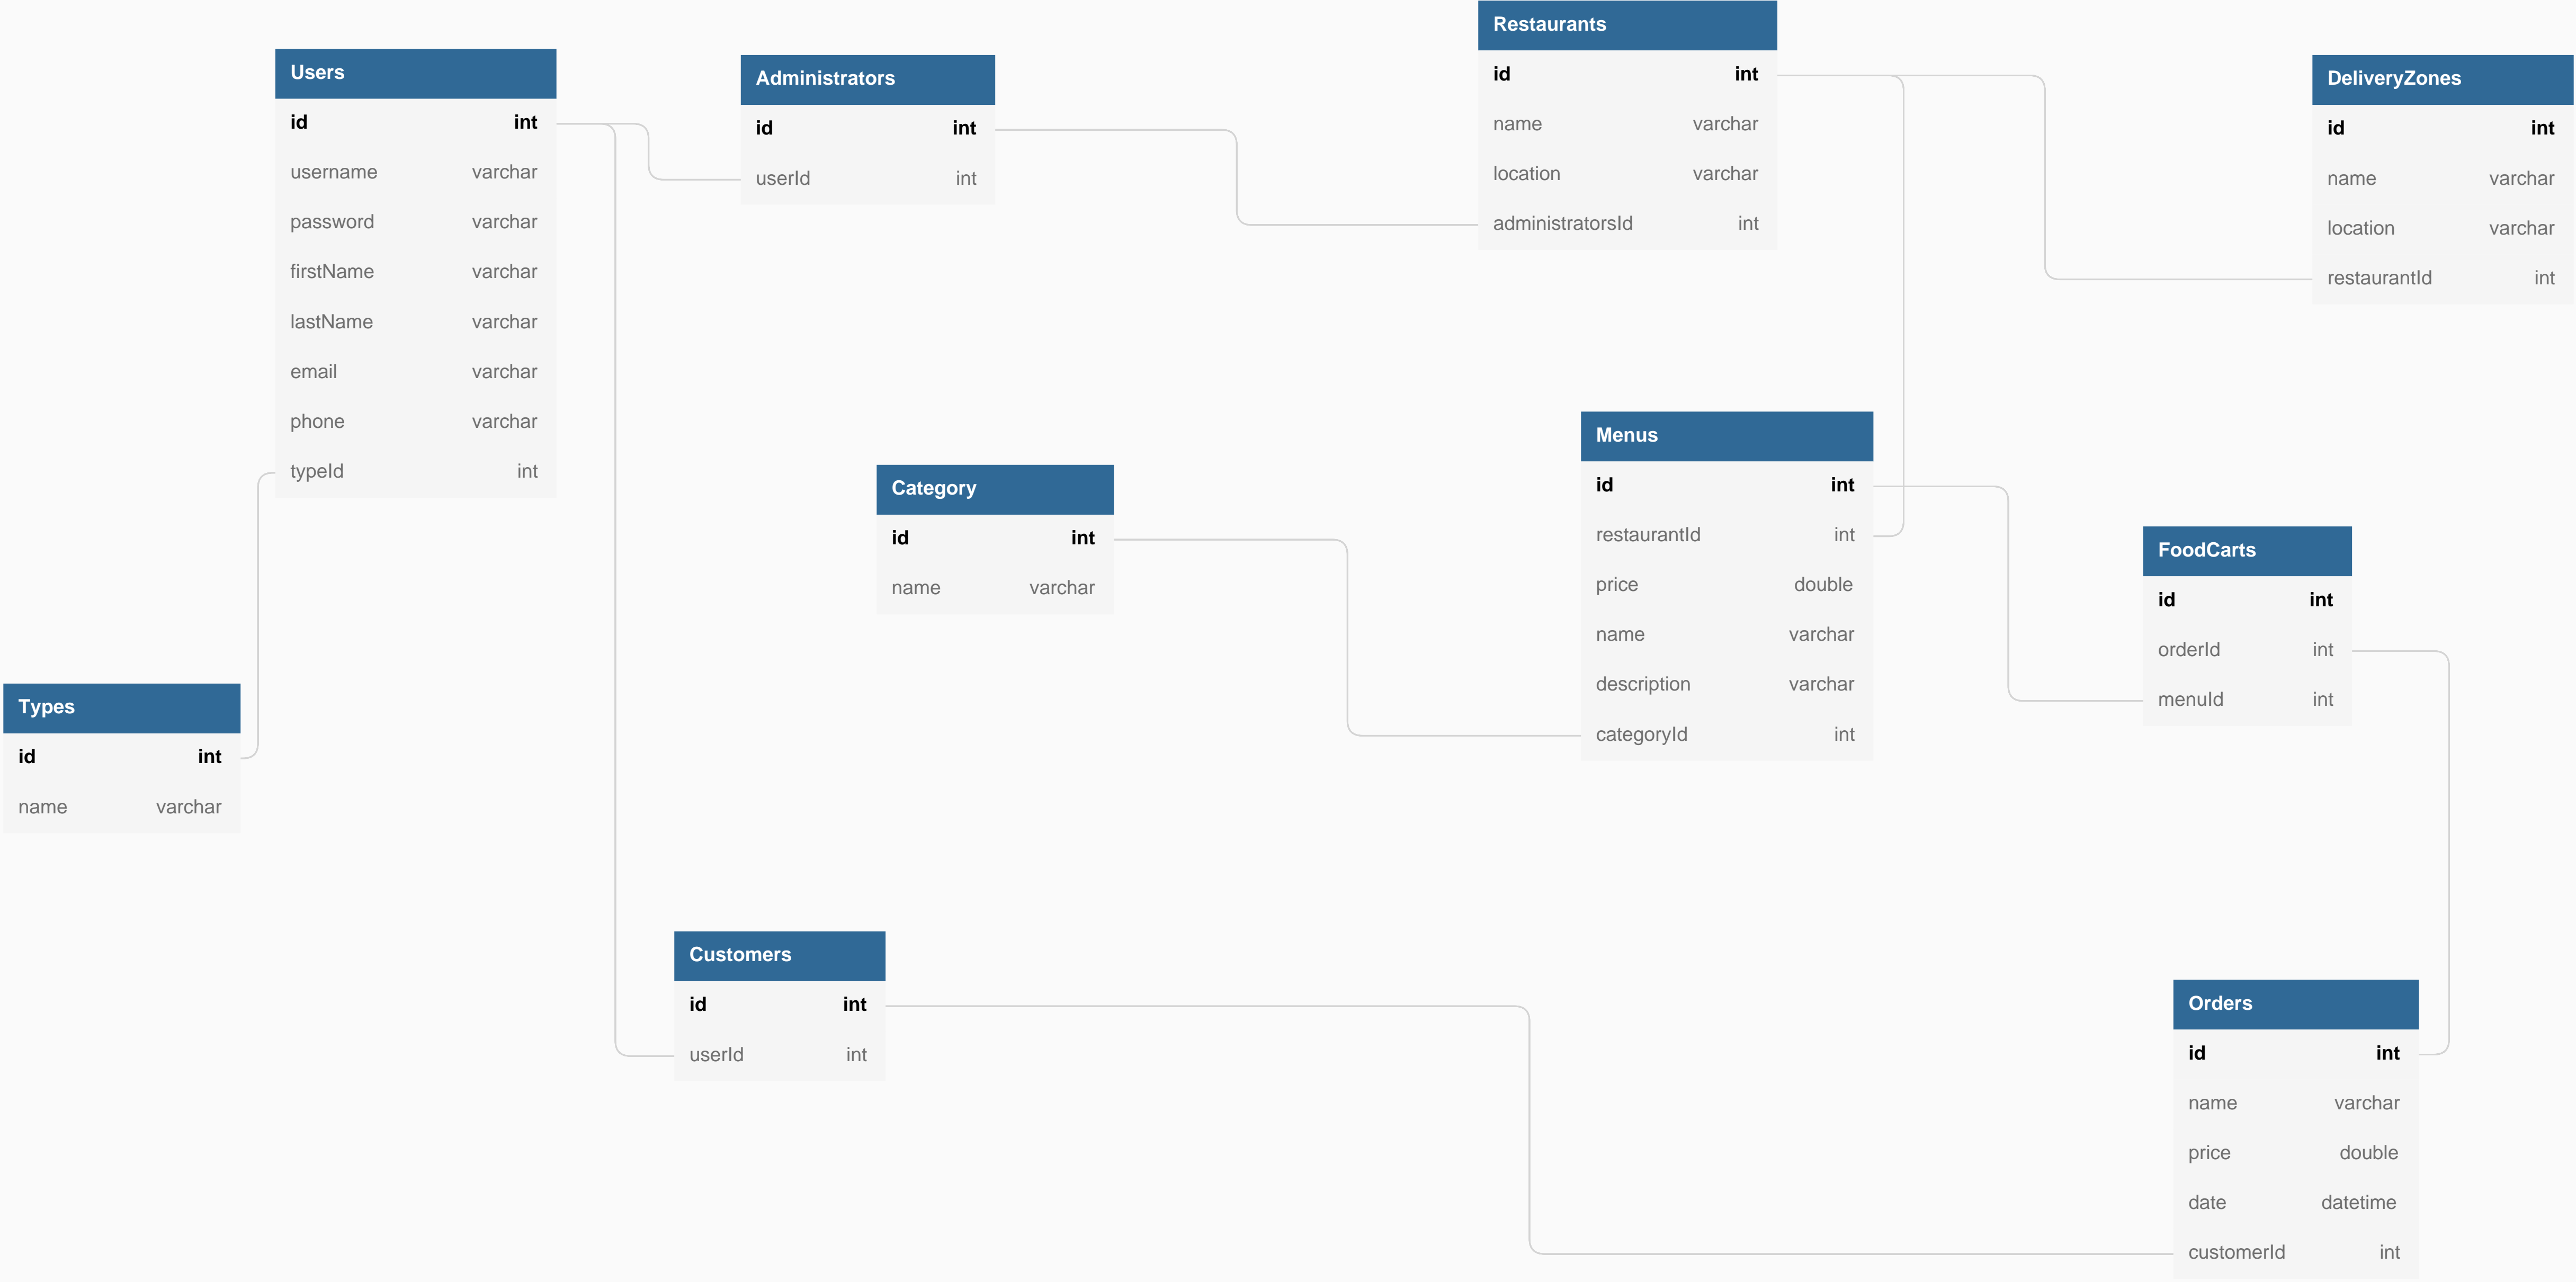 Users
id int
username varchar
password varchar
firstName varchar
lastName varchar
email varchar
phone varchar
typeId int
Administrators
id int
userId int
Restaurants
id int
name varchar
location varchar
administratorsId int
DeliveryZones
id int
name varchar
location varchar
restaurantId int
Category
id int
name varchar
Menus
id int
restaurantId int
price double
name varchar
description varchar
categoryId int
FoodCarts
id int
orderId int
menuId int
Types
id int
name varchar
Customers
id int
userId int
Orders
id int
name varchar
price double
date datetime
customerId int